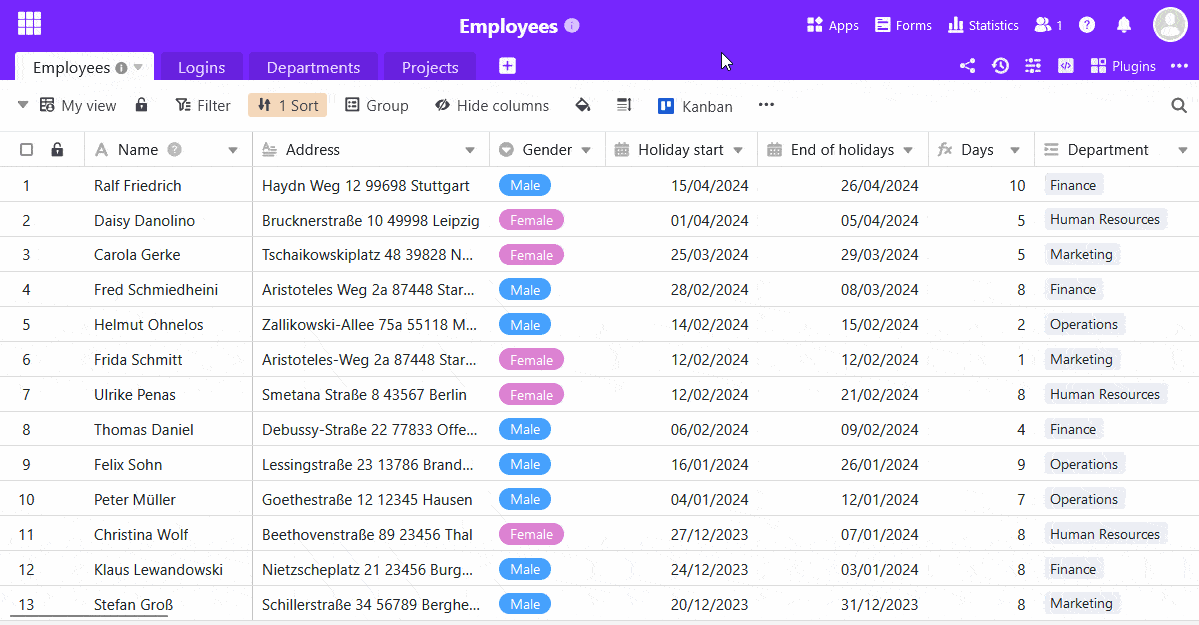 Employees
Apps Forms Statistics 1
Employees Logins Departments Projects Plugins
My view Filter 1 Sort Group Hide columns Kanban
Name Address Gender Holiday start End of holidays Days Department
1 Ralf Friedrich Haydn Weg 12 99698 Stuttgart Male 15/04/2024 26/04/2024 10 Finance
2 Daisy Danolino Brucknerstraße 10 49998 Leipzig Female 01/04/2024 05/04/2024 5 Human Resources
3 Carola Gerke Tschaikowskiplatz 48 39828 N... Female 25/03/2024 29/03/2024 5 Marketing
4 Fred Schmiedheini Aristoteles Weg 2a 87448 Star... Male 28/02/2024 08/03/2024 8 Finance
5 Helmut Ohnelos Zallikowski-Allee 75a 55118 M... Male 14/02/2024 15/02/2024 2 Operations
6 Frida Schmitt Aristoteles-Weg 2a 87448 Star... Female 12/02/2024 12/02/2024 1 Marketing
7 Ulrike Penas Smetana Straße 8 43567 Berlin Female 12/02/2024 21/02/2024 8 Human Resources
8 Thomas Daniel Debussy-Straße 22 77833 Offe... Male 06/02/2024 09/02/2024 4 Finance
9 Felix Sohn Lessingstraße 23 13786 Brand... Male 16/01/2024 26/01/2024 9 Operations
10 Peter Müller Goethestraße 12 12345 Hausen Male 04/01/2024 12/01/2024 7 Operations
11 Christina Wolf Beethovenstraße 89 23456 Thal Female 27/12/2023 07/01/2024 8 Human Resources
12 Klaus Lewandowski Nietzscheplatz 21 23456 Burg... Male 24/12/2023 03/01/2024 8 Finance
13 Stefan Groß Schillerstraße 34 56789 Berghe... Male 20/12/2023 31/12/2023 8 Marketing